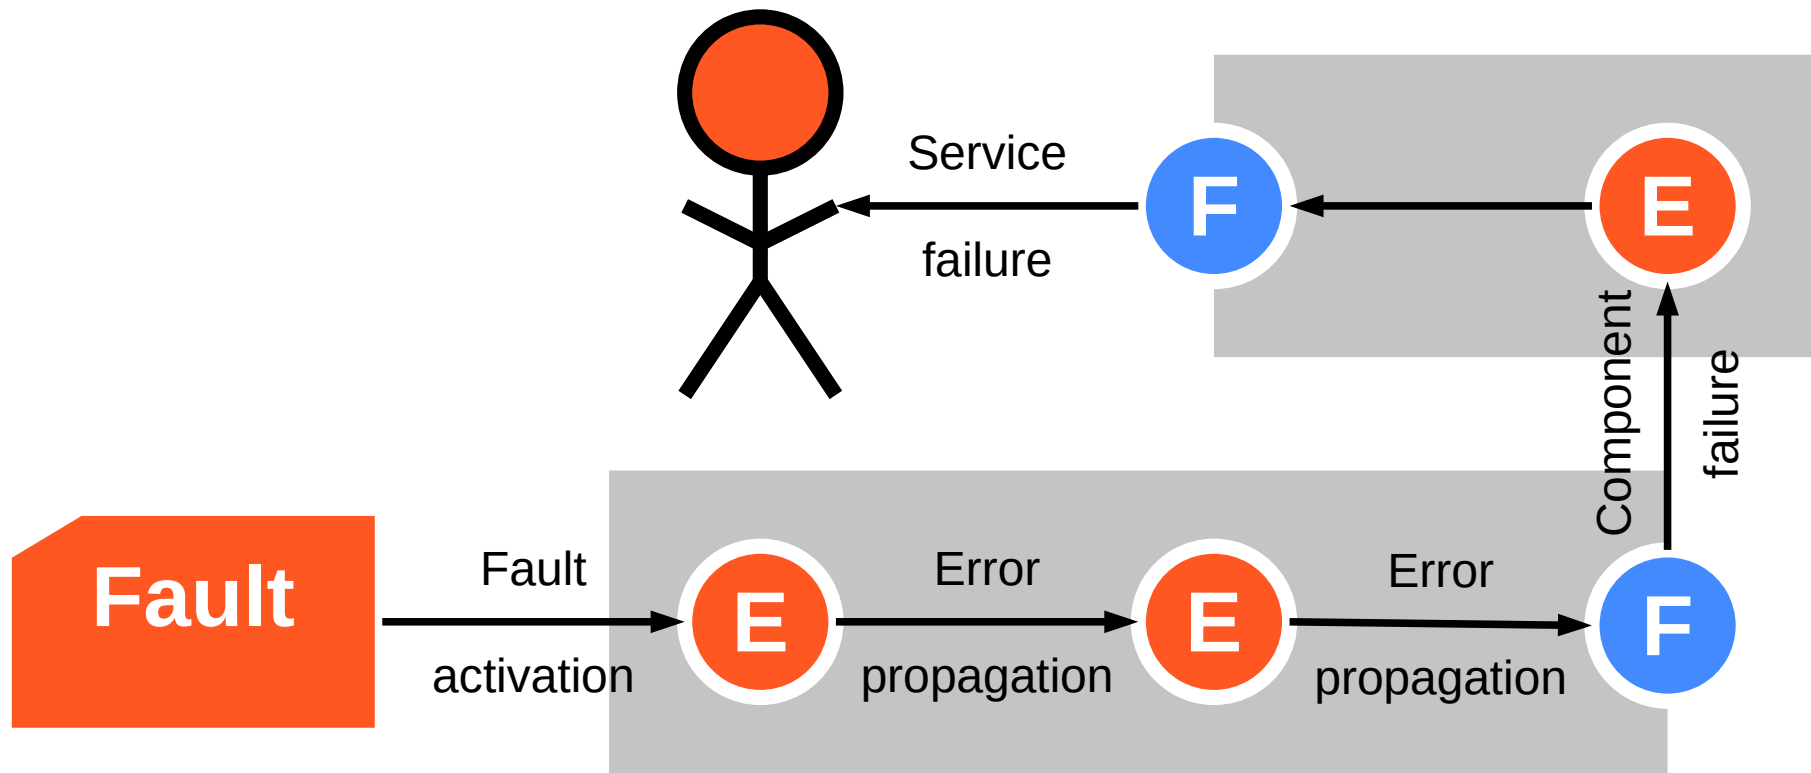 Service
failure
F
E
Component
failure
Fault
Fault
activation
E
Error
propagation
E
Error
propagation
F